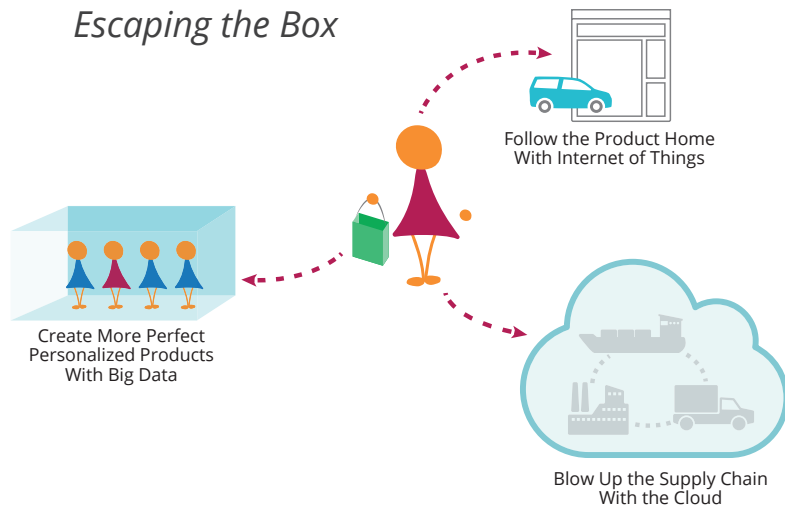 Escaping the Box
Follow the Product Home
With Internet of Things
Create More Perfect
Personalized Products
With Big Data
Blow Up the Supply Chain
With the Cloud